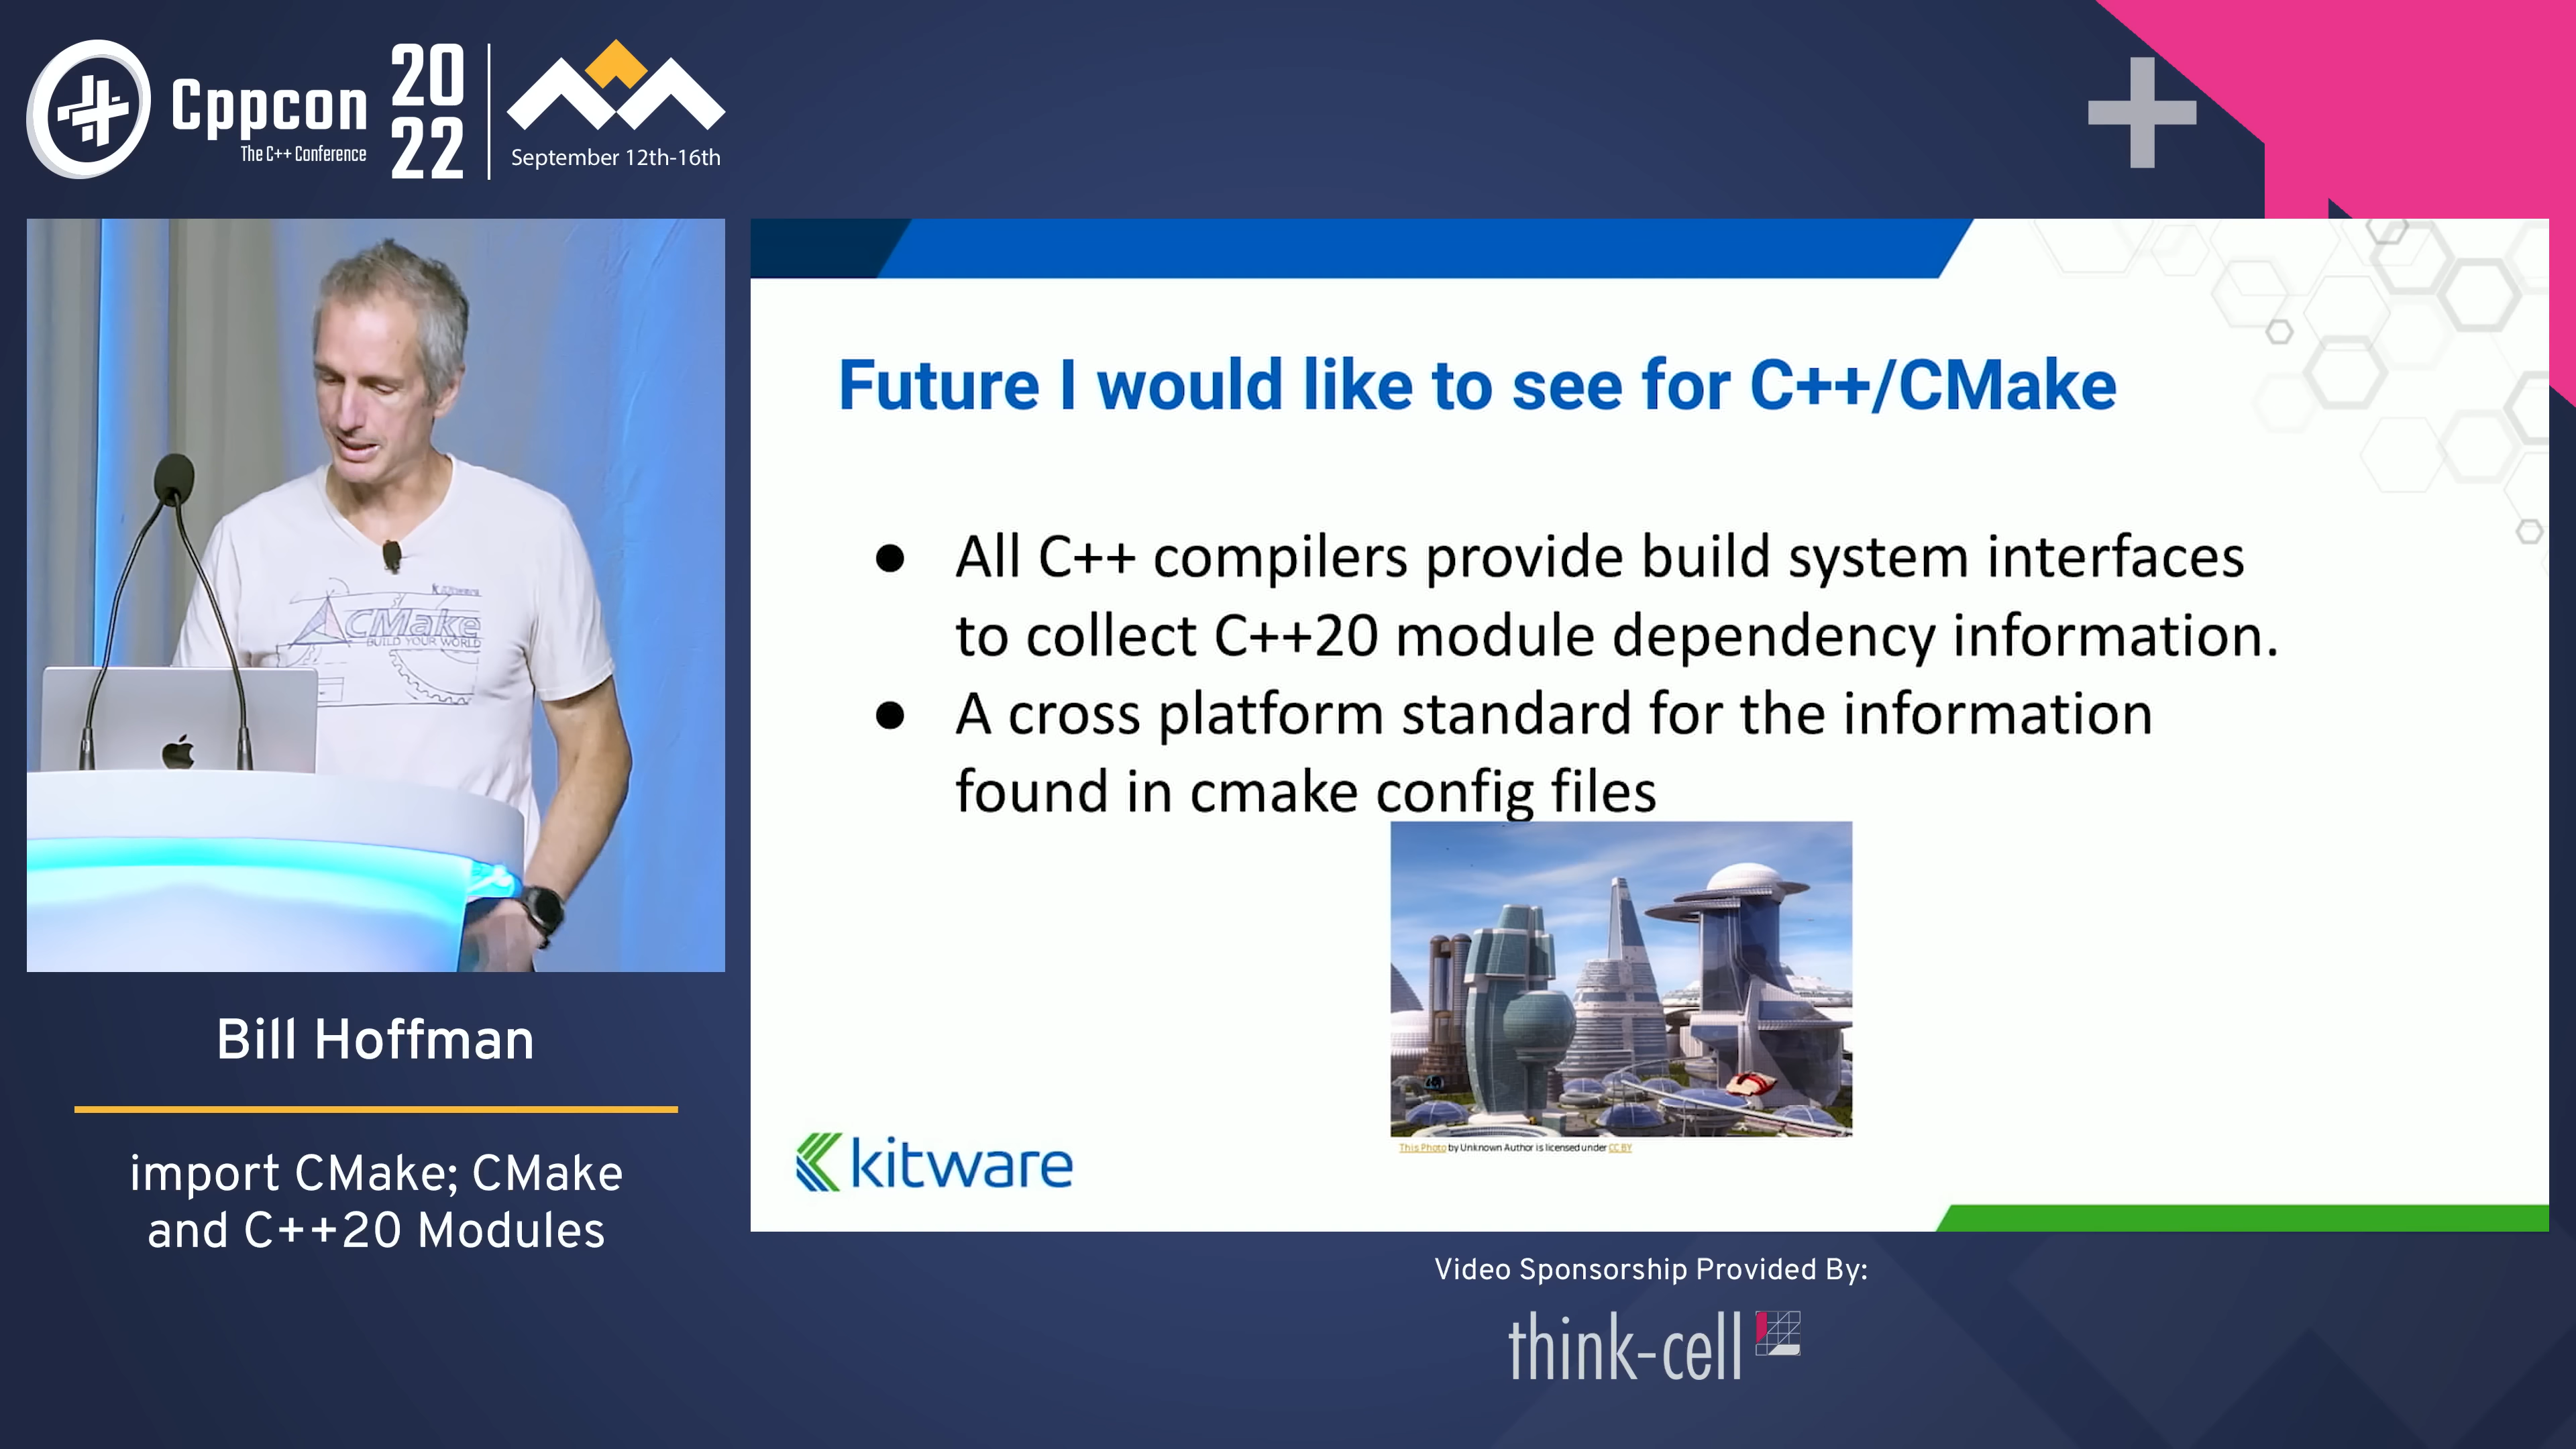 Cppcon
The C++ Conference
20
22
September 12th-16th
CMake
BUILD YOUR WORLD
Bill Hoffman
import CMake; CMake
and C++20 Modules
Future I would like to see for C++/CMake
● All C++ compilers provide build system interfaces
to collect C++20 module dependency information.
● A cross platform standard for the information
found in cmake config files
This Photo by Unknown Author is licensed under CC BY
kitware
Video Sponsorship Provided By:
think-cell